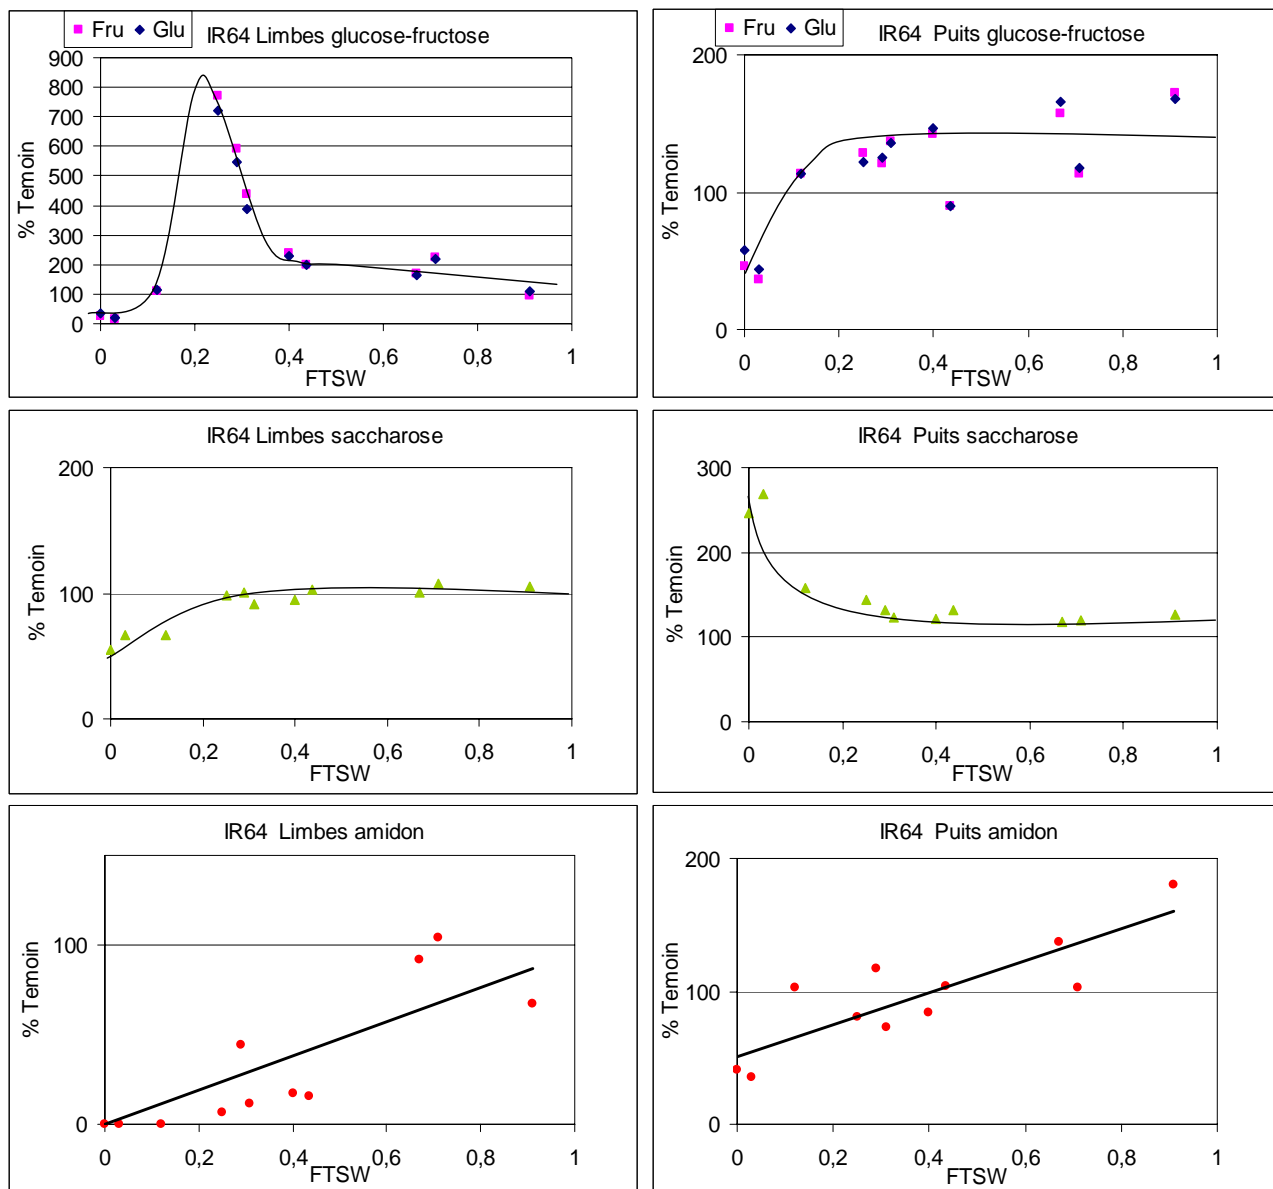 Fru Glu
IR64 Limbes glucose-fructose
% Temoin
900
800
700
600
500
400
300
200
100
0
0 0,2 0,4 0,6 0,8 1
FTSW
Fru Glu
IR64 Puits glucose-fructose
% Temoin
200
100
0
0 0,2 0,4 0,6 0,8 1
FTSW
IR64 Limbes saccharose
% Temoin
200
100
0
0 0,2 0,4 0,6 0,8 1
FTSW
IR64 Puits saccharose
% Temoin
300
200
100
0
0 0,2 0,4 0,6 0,8 1
FTSW
IR64 Limbes amidon
% Temoin
100
0
0 0,2 0,4 0,6 0,8 1
FTSW
IR64 Puits amidon
% Temoin
200
100
0
0 0,2 0,4 0,6 0,8 1
FTSW